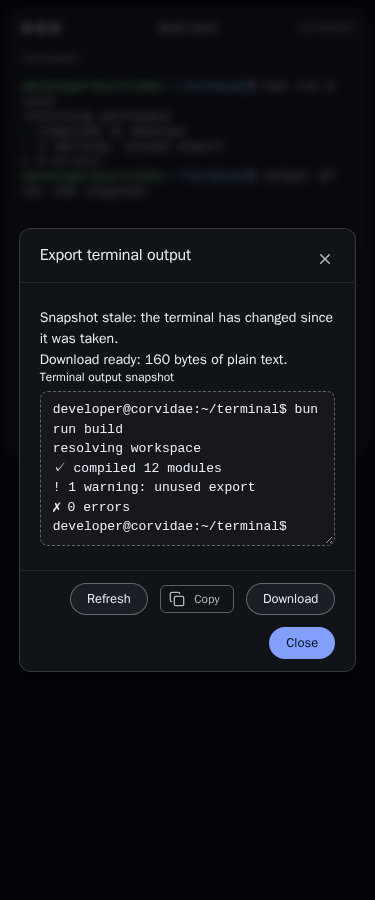 Export terminal output
Snapshot stale: the terminal has changed since
it was taken.
Download ready: 160 bytes of plain text.
Terminal output snapshot
developer@corvidae:~/terminal$ bun
run build
resolving workspace
✓ compiled 12 modules
! 1 warning: unused export
✗ 0 errors
developer@corvidae:~/terminal$
Refresh
Copy
Download
Close